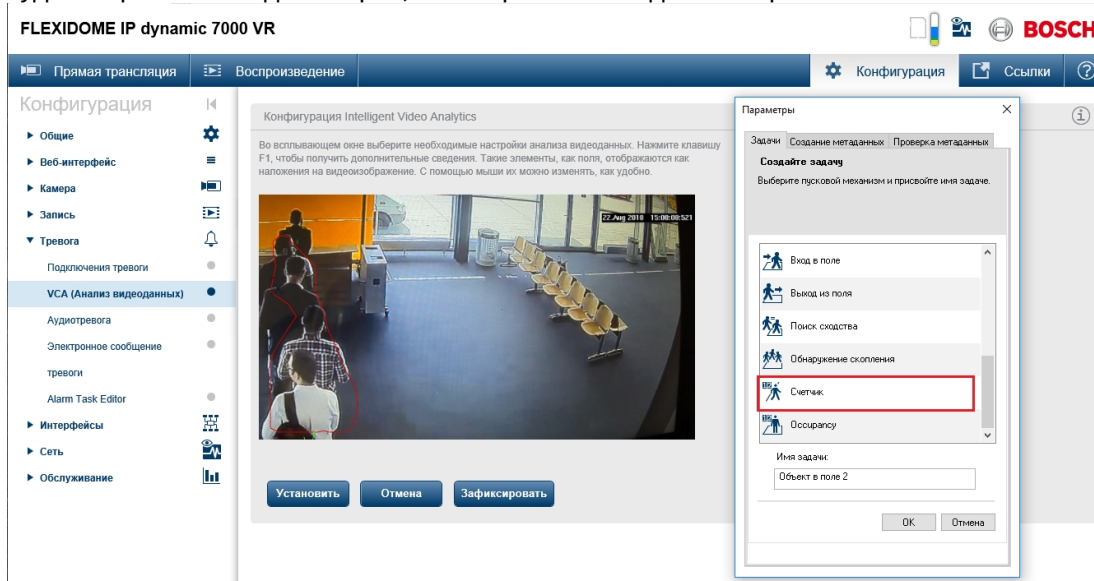 FLEXIDOME IP dynamic 7000 VR
BOSCH
Прямая трансляция
Воспроизведение
Конфигурация
Ссылки
Конфигурация
Общие
Веб-интерфейс
Камера
Запись
Тревога
Подключения тревоги
VCA (Анализ видеоданных)
Аудиотревога
Электронное сообщение
тревоги
Alarm Task Editor
Интерфейсы
Сеть
Обслуживание
Конфигурация Intelligent Video Analytics
Во всплывающем окне выберите необходимые настройки анализа видеоданных. Нажмите клавишу
F1, чтобы получить дополнительные сведения. Такие элементы, как поля, отображаются как
наложения на видеоизображение. С помощью мыши их можно изменять, как удобно.
22.Aug 2018 15:08:08:521
Установить
Отмена
Зафиксировать
Параметры
Задачи
Создание метаданных
Проверка метаданных
Создайте задачу
Выберите пусковой механизм и присвойте имя задаче.
Вход в поле
Выход из поля
Поиск сходства
Обнаружение скопления
Счетчик
Occupancy
Имя задачи:
Объект в поле 2
OK
Отмена